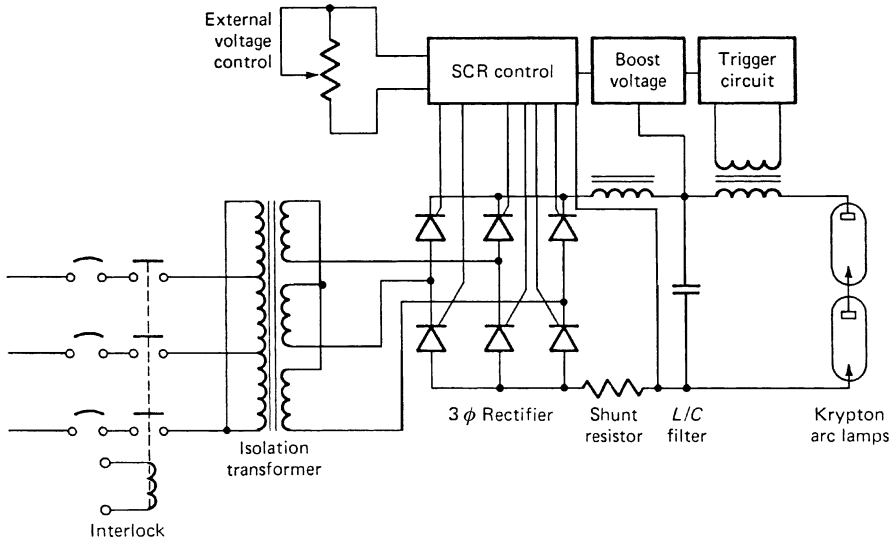 External
voltage
control
SCR control
Boost
voltage
Trigger
circuit
3 ϕ Rectifier
Shunt
resistor
L/C
filter
Krypton
arc lamps
Isolation
transformer
Interlock